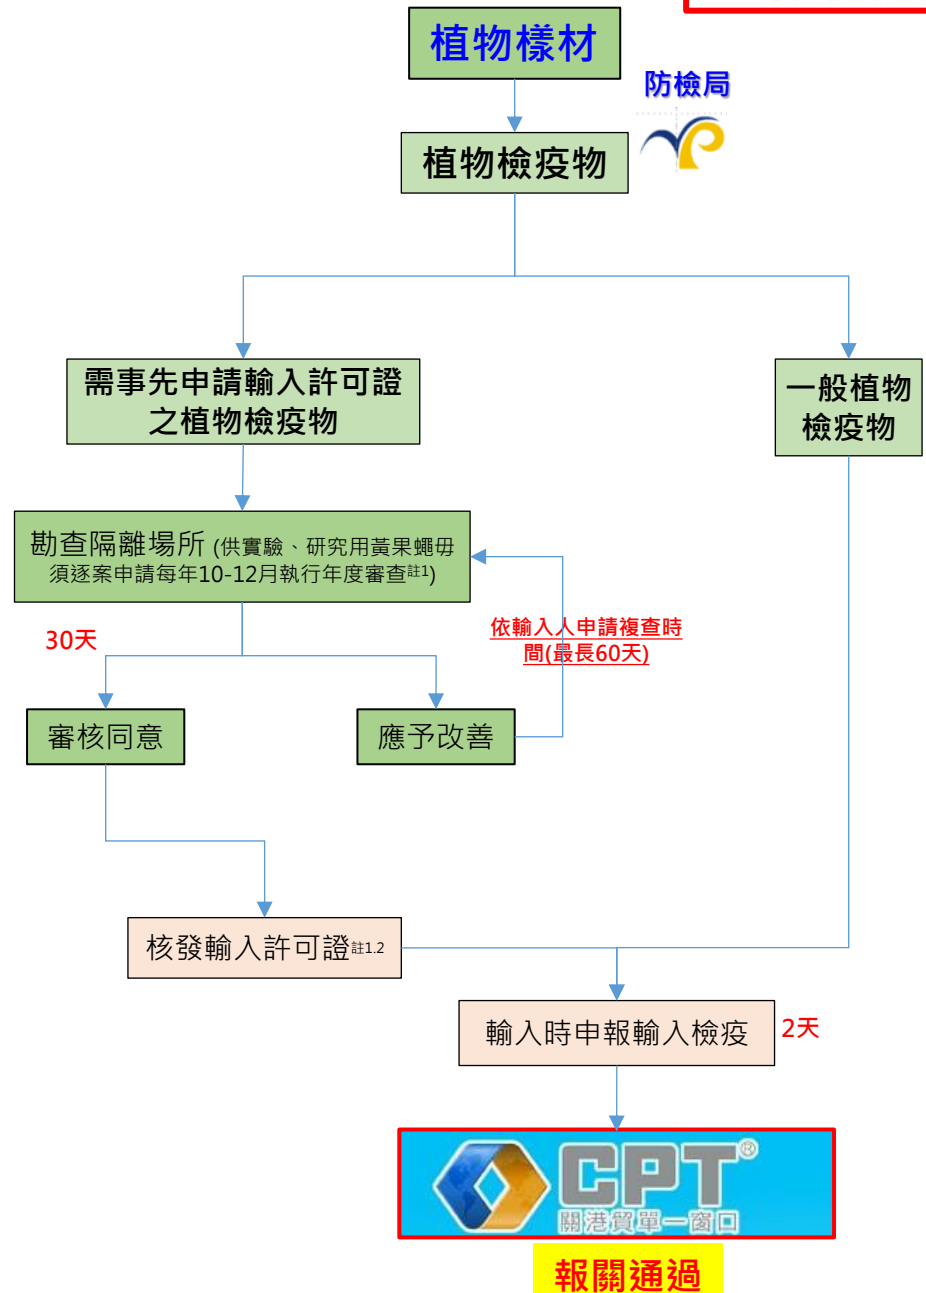 植物樣材
防檢局
植物檢疫物
需事先申請輸入許可證
之植物檢疫物
一般植物
檢疫物
勘查隔離場所 (供實驗、研究用黃果蠅毋
須逐案申請每年10-12月執行年度審查註1)
30天
依輸入人申請複查時
間(最長60天)
審核同意
應予改善
核發輸入許可證註1.2
輸入時申報輸入檢疫
2天
CPT®
關港貿單一窗口
報關通過